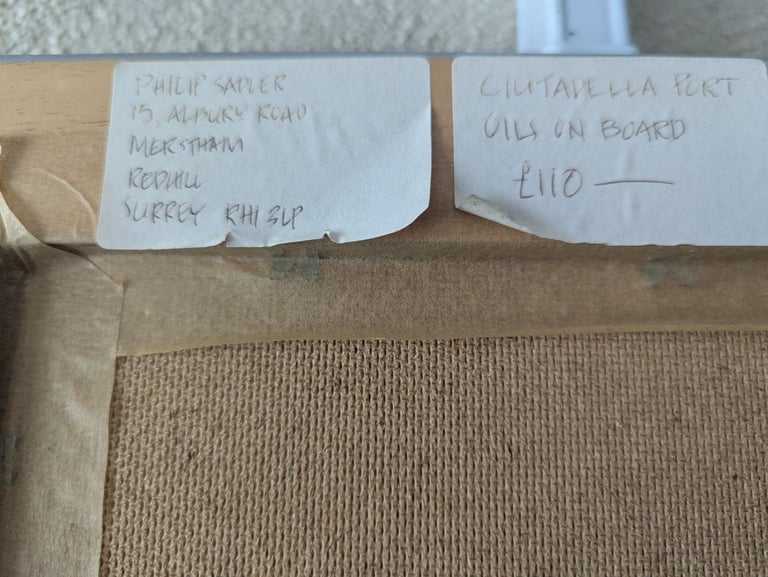 PHILIP SADLER
15, ALBURY ROAD
MERSTHAM
REDHILL
SURREY RH1 3LP
CIUTADELLA PORT
OILS ON BOARD
£110 —